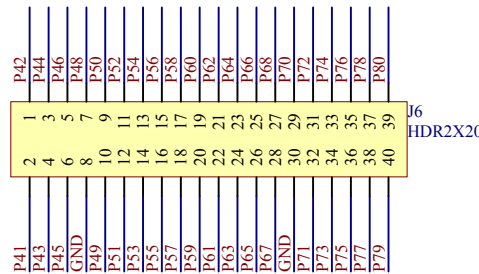 P42 P44 P46 P48 P50 P52 P54 P56 P58 P60 P62 P64 P66 P68 P70 P72 P74 P76 P78 P80
J6
1 3 5 7 9 11 13 15 17 19 21 23 25 27 29 31 33 35 37 39
HDR2X20
2 4 6 8 10 12 14 16 18 20 22 24 26 28 30 32 34 36 38 40
P41 P43 P45 GND P49 P51 P53 P55 P57 P59 P61 P63 P65 P67 GND P71 P73 P75 P77 P79